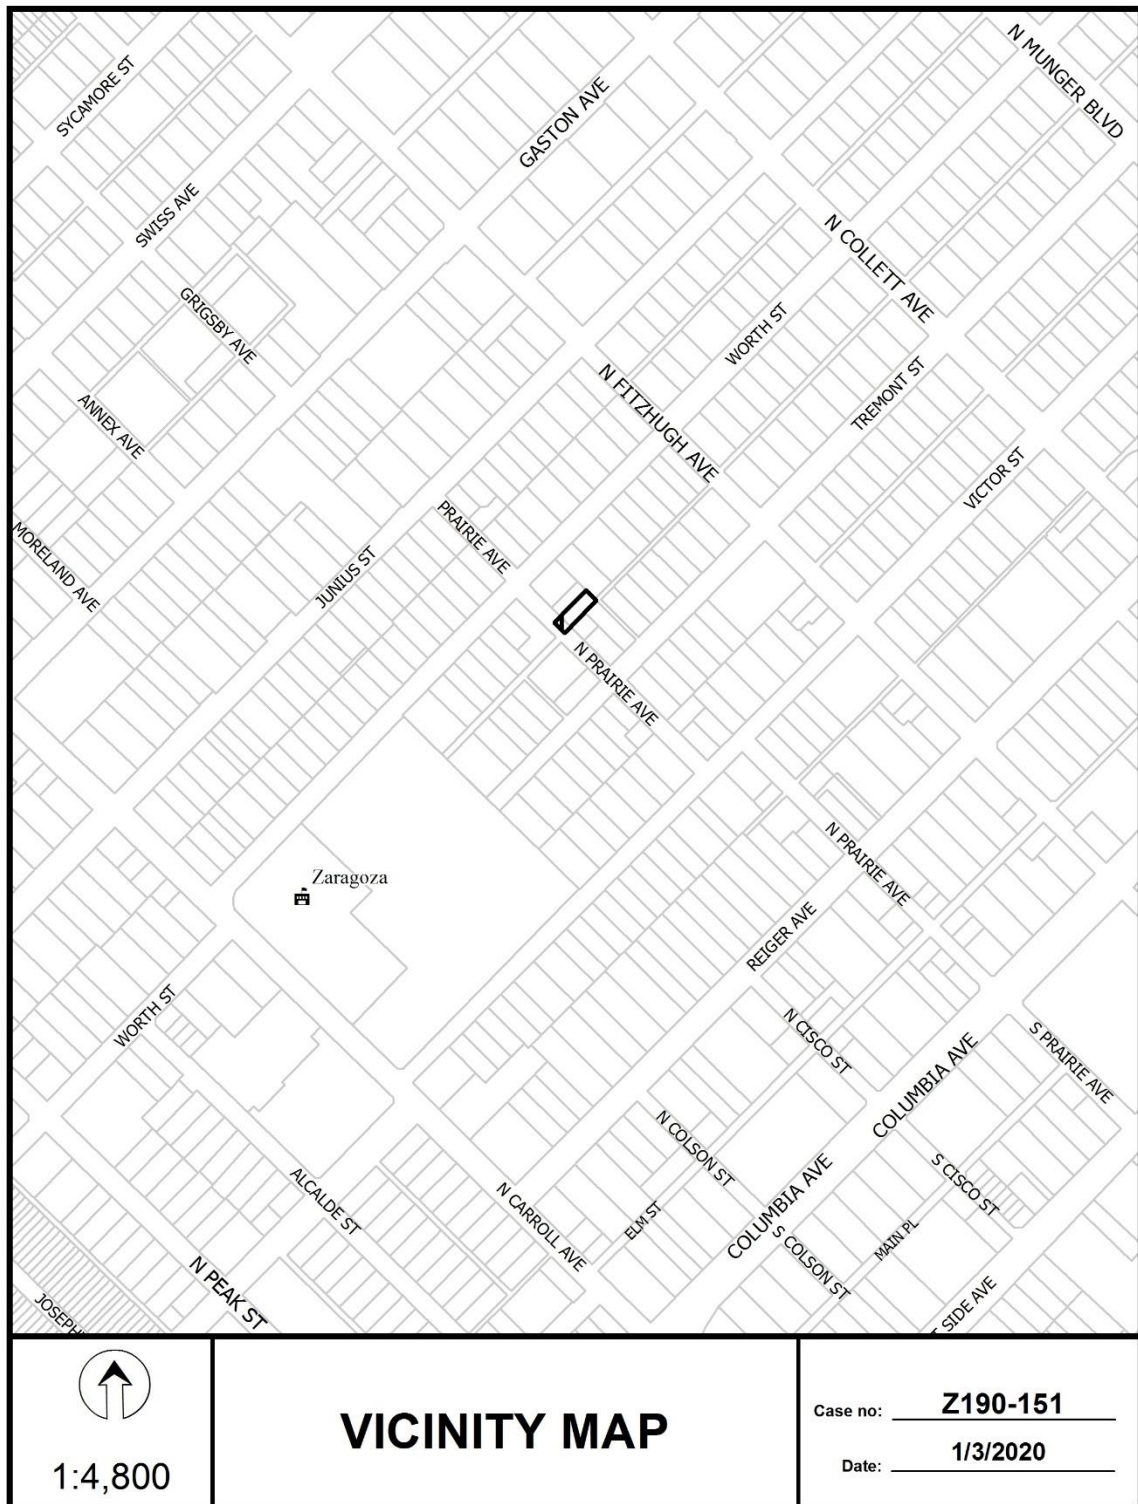 N MUNGER BLVD
SYCAMORE ST
GASTON AVE
SWISS AVE
N COLLETT AVE
GRIGSBY AVE
WORTH ST
N FITZHUGH AVE
TREMONT ST
ANNEX AVE
VICTOR ST
PRAIRIE AVE
MORELAND AVE
JUNIUS ST
N PRAIRIE AVE
N PRAIRIE AVE
Zaragoza
REIGER AVE
WORTH ST
N CISCO ST
S PRAIRIE AVE
COLUMBIA AVE
N COLSON ST
S CISCO ST
COLUMBIA AVE
ALCALDE ST
N CARROLL AVE
ELM ST
MAIN PL
S COLSON ST
N PEAK ST
SIDE AVE
JOSEPH
1:4,800
VICINITY MAP
Case no: Z190-151
Date: 1/3/2020